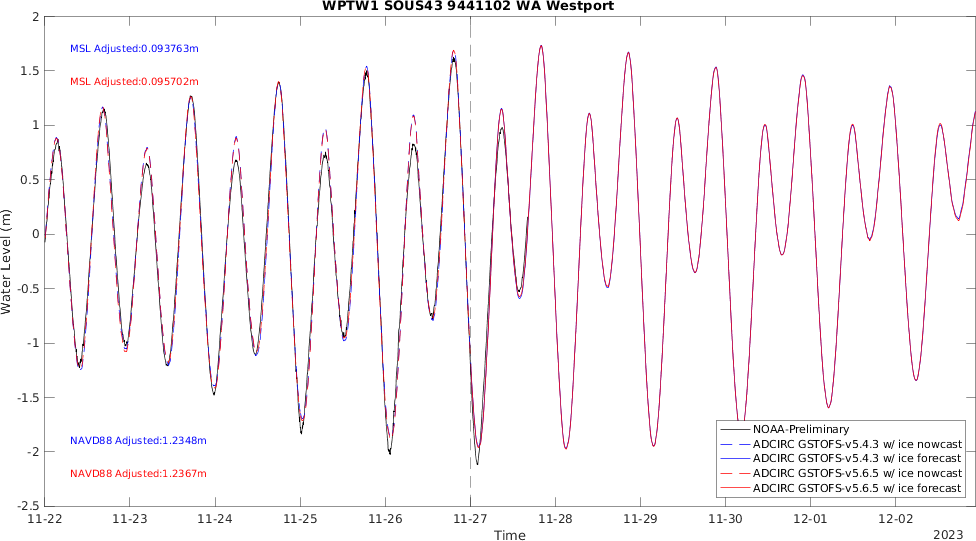 WPTW1 SOUS43 9441102 WA Westport
2
1.5
1
0.5
0
-0.5
-1
-1.5
-2
-2.5
Water Level (m)
MSL Adjusted:0.093763m
MSL Adjusted:0.095702m
NAVD88 Adjusted:1.2348m
NAVD88 Adjusted:1.2367m
NOAA-Preliminary
ADCIRC GSTOFS-v5.4.3 w/ ice nowcast
ADCIRC GSTOFS-v5.4.3 w/ ice forecast
ADCIRC GSTOFS-v5.6.5 w/ ice nowcast
ADCIRC GSTOFS-v5.6.5 w/ ice forecast
11-22 11-23 11-24 11-25 11-26 11-27 11-28 11-29 11-30 12-01 12-02
Time
2023